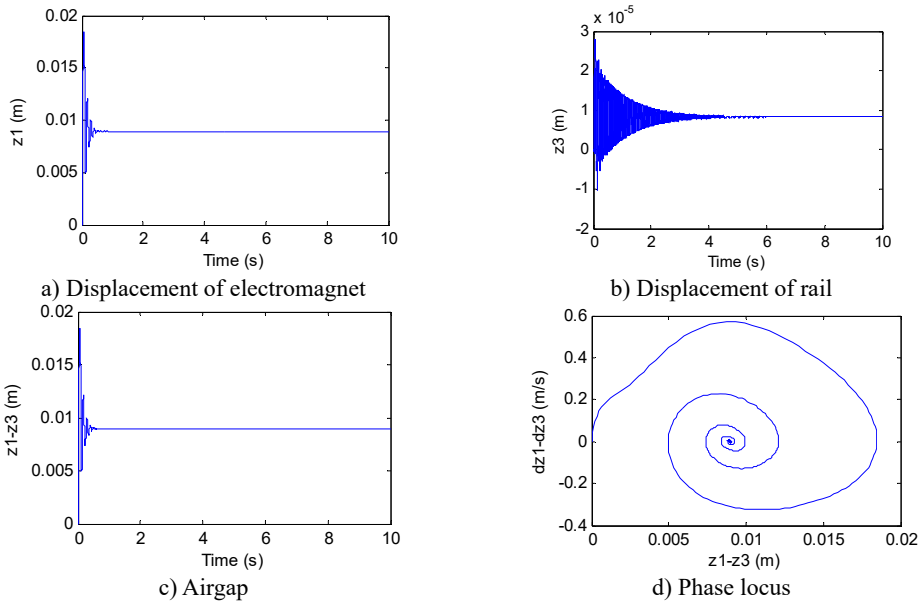 0.02
0.015
0.01
0.005
0
z1 (m)
0 2 4 6 8 10
Time (s)
a) Displacement of electromagnet
x 10^-5
3
2
1
0
-1
-2
z3 (m)
0 2 4 6 8 10
Time (s)
b) Displacement of rail
0.02
0.015
0.01
0.005
0
z1-z3 (m)
0 2 4 6 8 10
Time (s)
c) Airgap
0.6
0.4
0.2
0
-0.2
-0.4
dz1-dz3 (m/s)
0 0.005 0.01 0.015 0.02
z1-z3 (m)
d) Phase locus